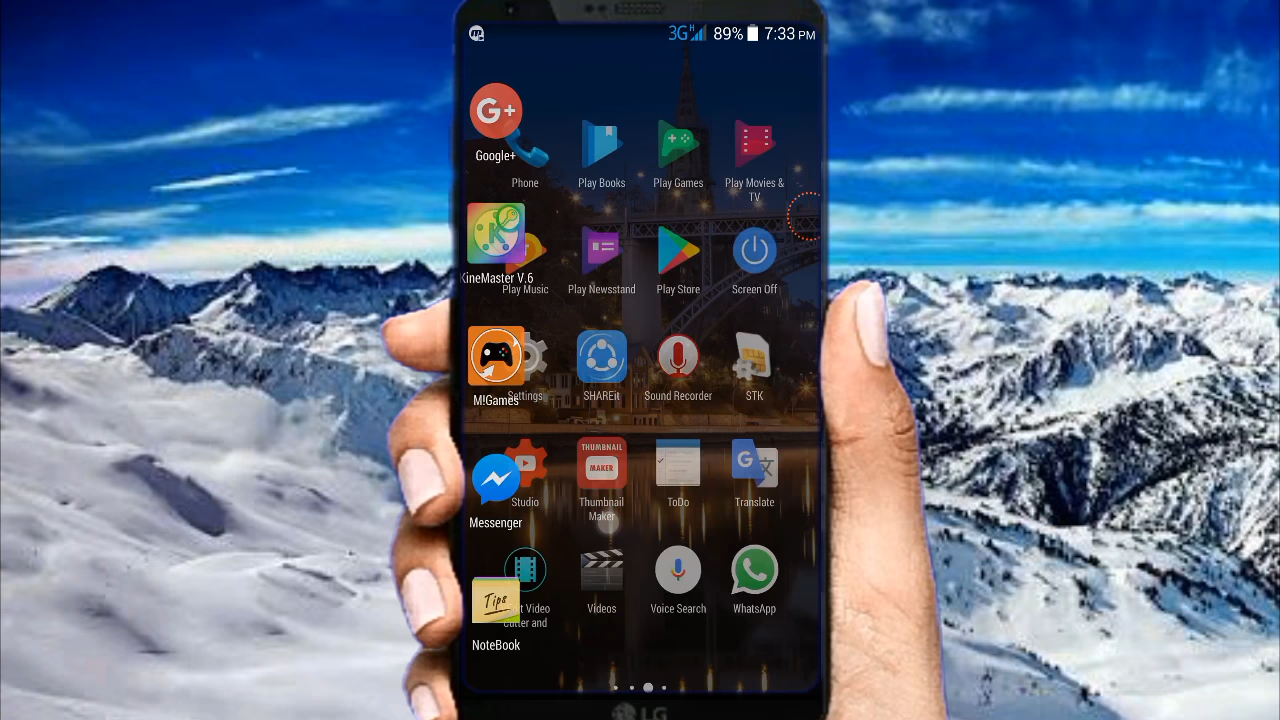 3G H 89% 7:33 PM
G+
Google+
Phone
Play Books
Play Games
Play Movies &
TV
KineMaster V.6
Play Music
Play Newsstand
Play Store
Screen Off
M!Games
Settings
SHAREit
Sound Recorder
STK
THUMBNAIL
MAKER
G
Messenger
Studio
Thumbnail
Maker
ToDo
Translate
Tips
Video
Cutter and
Videos
Voice Search
WhatsApp
NoteBook
LG